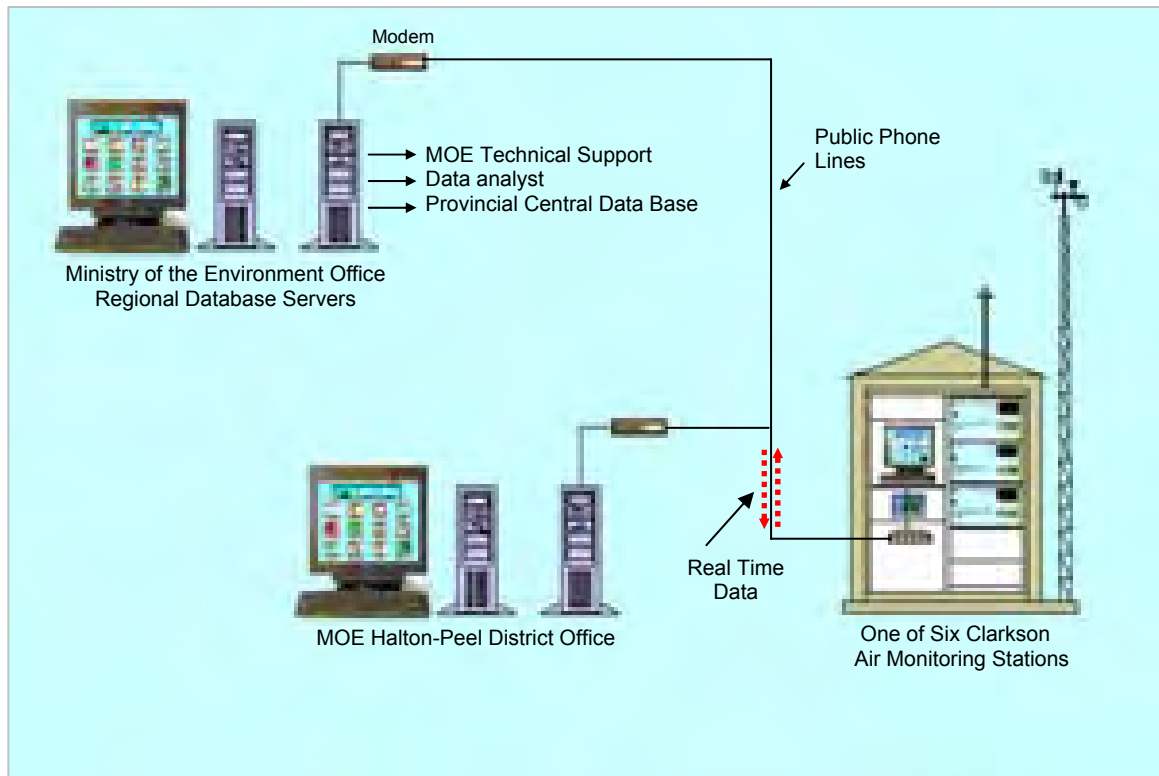 Modem
Public Phone
Lines
MOE Technical Support
Data analyst
Provincial Central Data Base
Ministry of the Environment Office
Regional Database Servers
Real Time
Data
MOE Halton-Peel District Office
One of Six Clarkson
Air Monitoring Stations